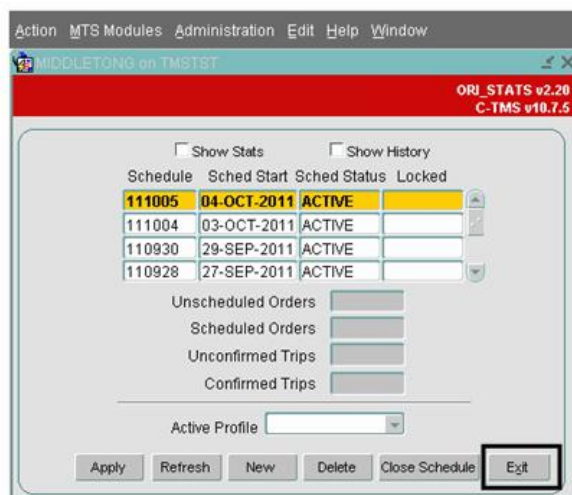 Action MTS Modules Administration Edit Help Window
MIDDLETONG on TMSTST
ORI_STATS v2.20
C-TMS v10.7.5
Show Stats Show History
Schedule Sched Start Sched Status Locked
111005 04-OCT-2011 ACTIVE
111004 03-OCT-2011 ACTIVE
110930 29-SEP-2011 ACTIVE
110928 27-SEP-2011 ACTIVE
Unscheduled Orders
Scheduled Orders
Unconfirmed Trips
Confirmed Trips
Active Profile
Apply Refresh New Delete Close Schedule Exit